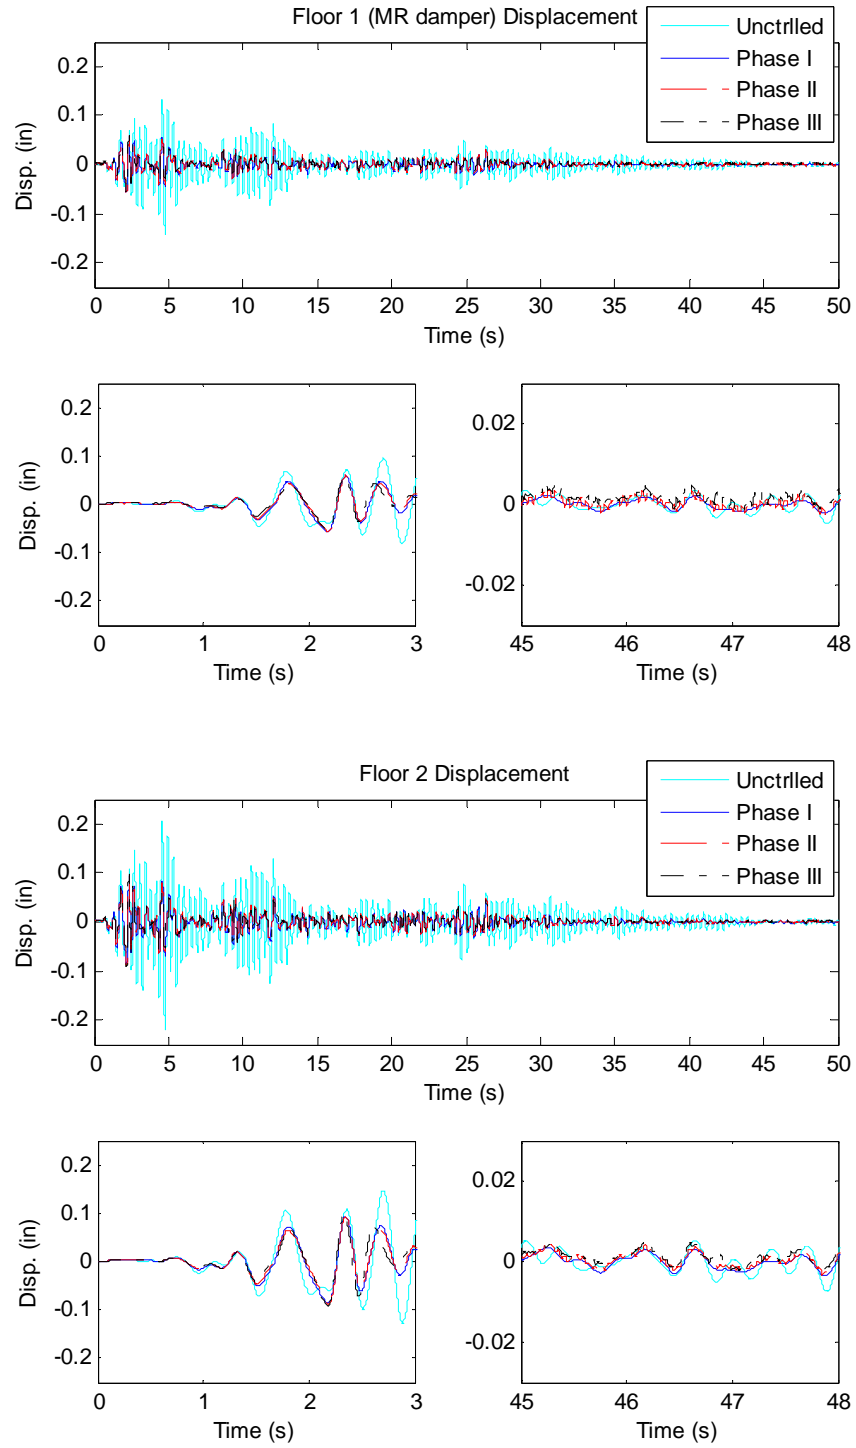 Floor 1 (MR damper) Displacement
Unctrlled
Phase I
Phase II
Phase III
0.2
0.1
0
-0.1
-0.2
Disp. (in)
0 5 10 15 20 25 30 35 40 45 50
Time (s)
0.2
0.1
0
-0.1
-0.2
Disp. (in)
0 1 2 3
Time (s)
0.02
0
-0.02
45 46 47 48
Time (s)
Floor 2 Displacement
Unctrlled
Phase I
Phase II
Phase III
0.2
0.1
0
-0.1
-0.2
Disp. (in)
0 5 10 15 20 25 30 35 40 45 50
Time (s)
0.2
0.1
0
-0.1
-0.2
Disp. (in)
0 1 2 3
Time (s)
0.02
0
-0.02
45 46 47 48
Time (s)